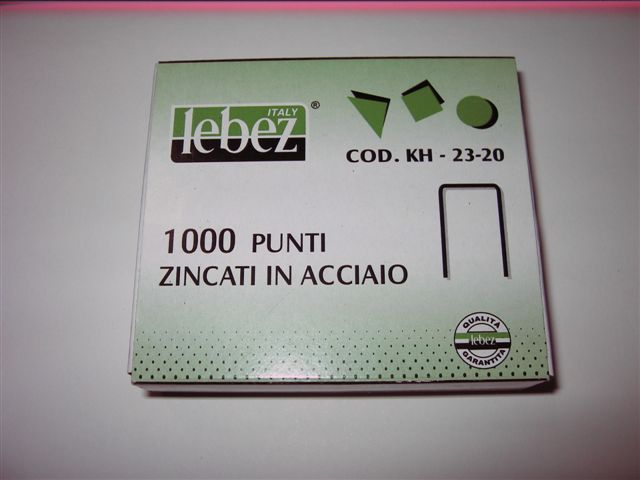 ITALY
lebez ®
COD. KH - 23-20
1000 PUNTI
ZINCATI IN ACCIAIO
QUALITÀ
lebez
GARANTITA